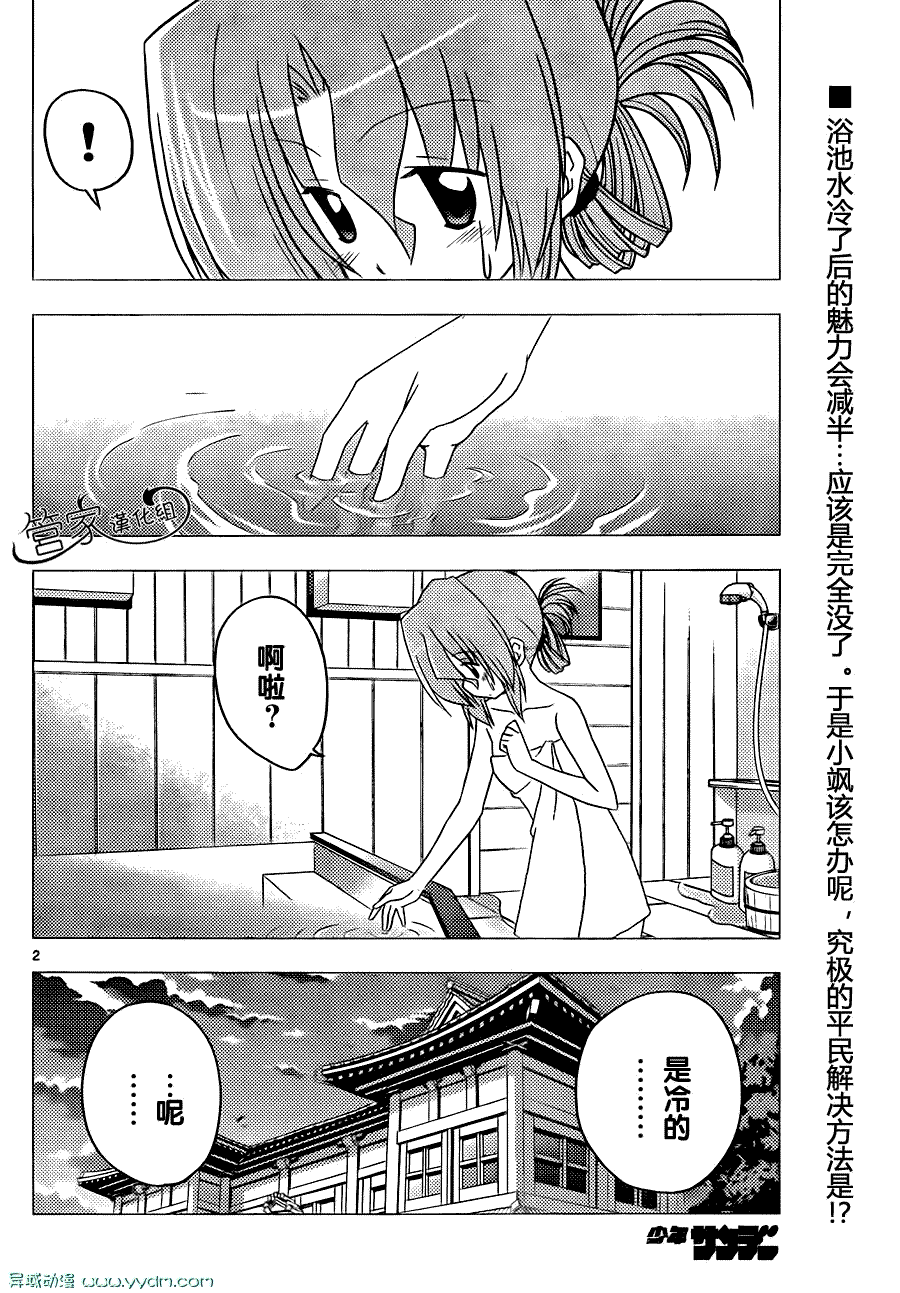 ■浴池水冷了后的魅力会减半…应该是完全没了。于是小飒该怎办呢，究极的平民解决方法是!?
!
管家漢化组
啊啦?
2
是冷的………
…呢……
少年サンデー
异域动漫 www.yydm.com